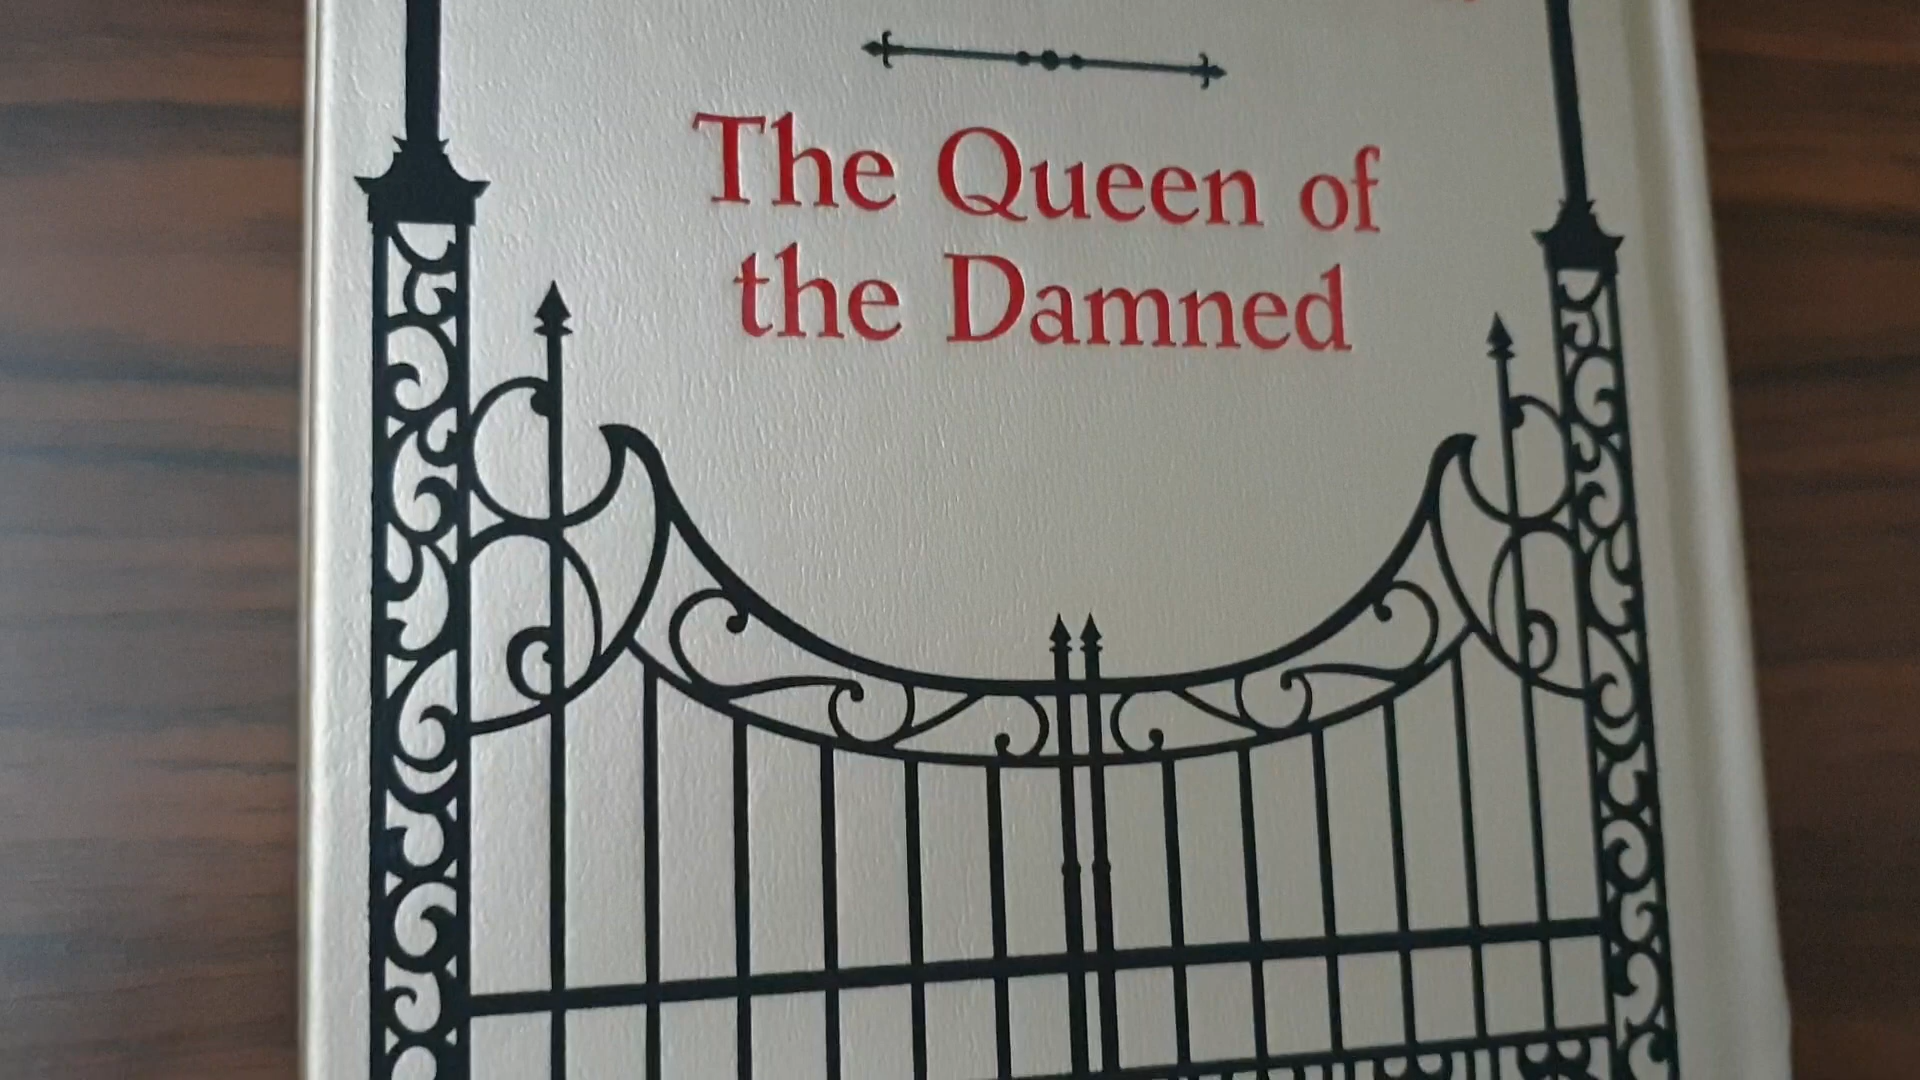 The Queen of
the Damned